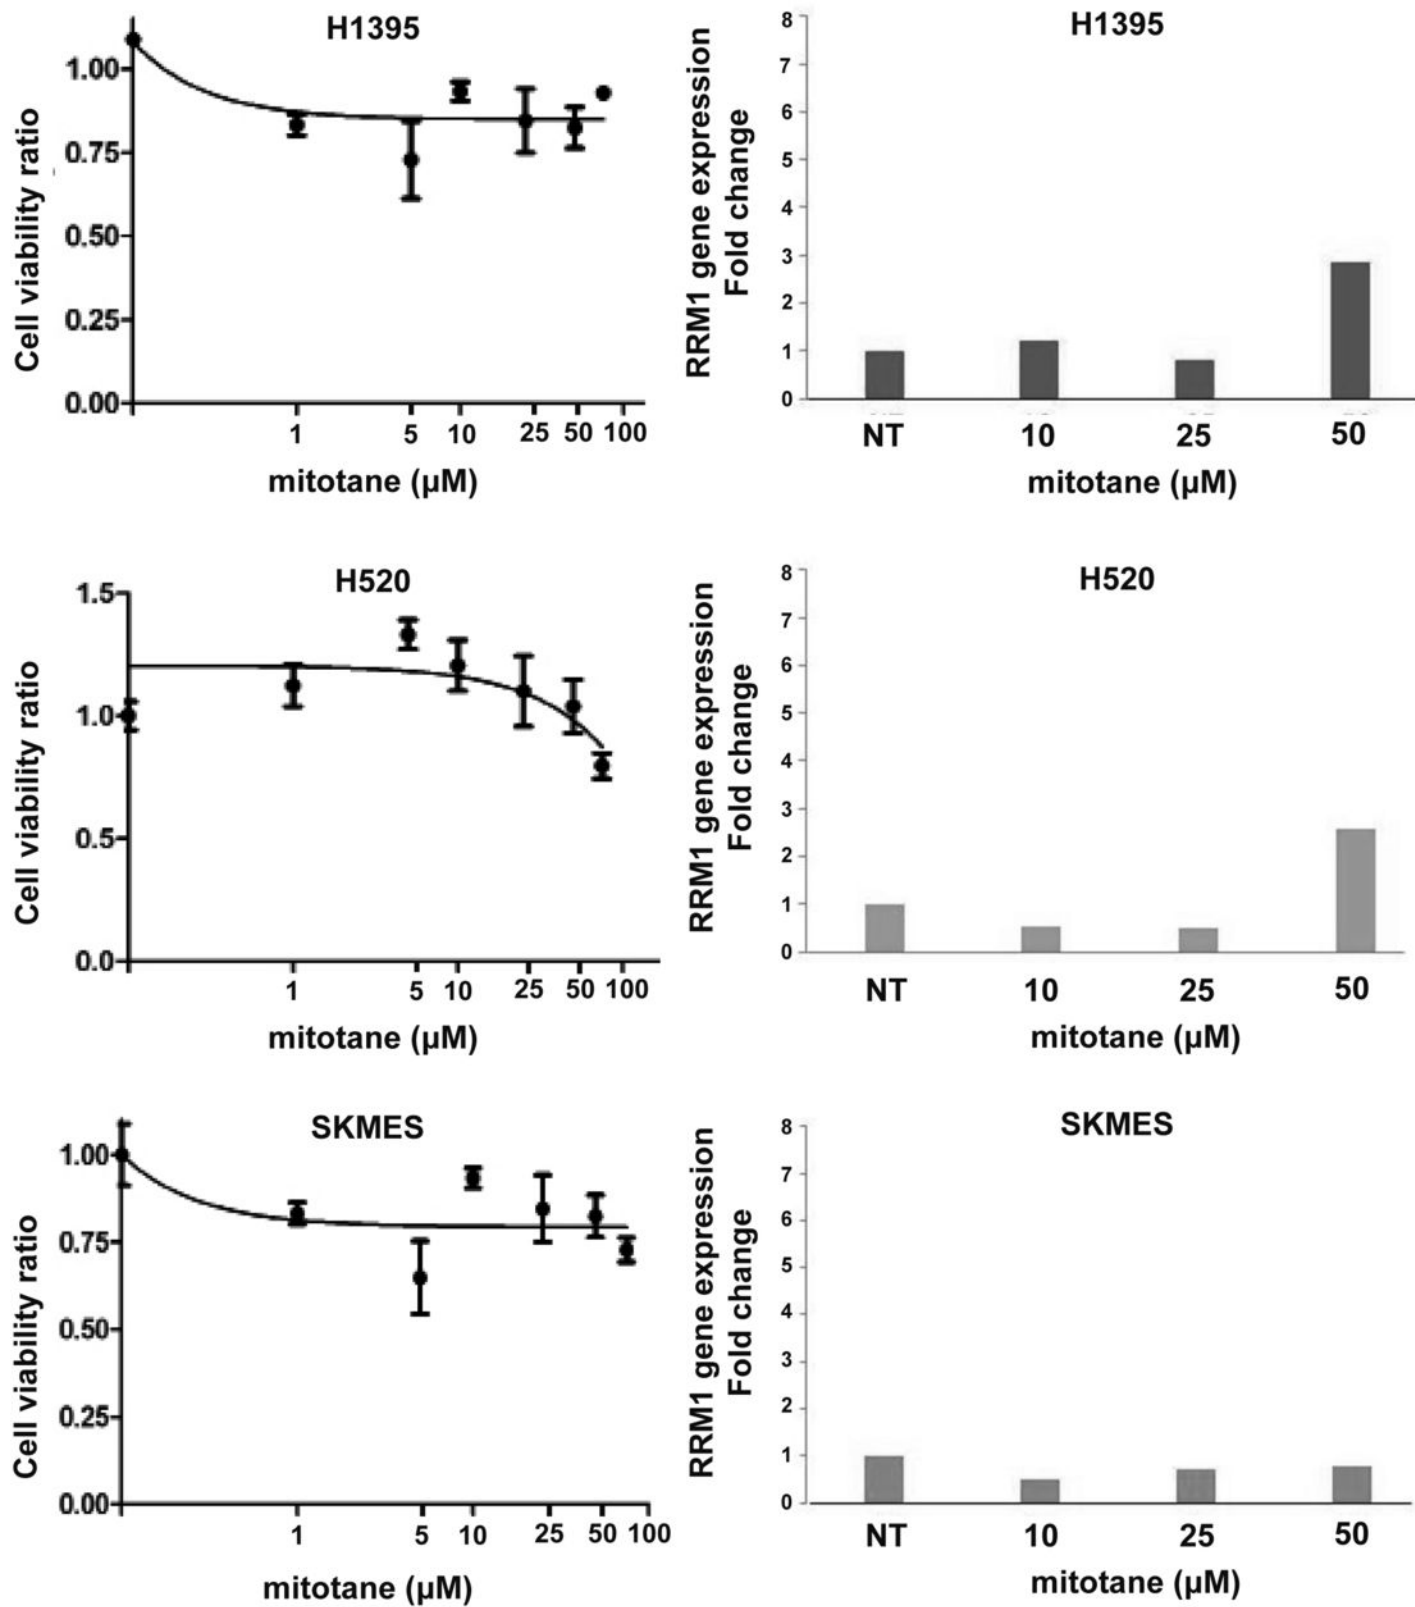 H1395
Cell viability ratio
1.00
0.75
0.50
0.25
0.00
1 5 10 25 50 100
mitotane (µM)
H1395
RRM1 gene expression
Fold change
8
7
6
5
4
3
2
1
0
NT 10 25 50
mitotane (µM)
H520
Cell viability ratio
1.5
1.0
0.5
0.0
1 5 10 25 50 100
mitotane (µM)
H520
RRM1 gene expression
Fold change
8
7
6
5
4
3
2
1
0
NT 10 25 50
mitotane (µM)
SKMES
Cell viability ratio
1.00
0.75
0.50
0.25
0.00
1 5 10 25 50 100
mitotane (µM)
SKMES
RRM1 gene expression
Fold change
8
7
6
5
4
3
2
1
0
NT 10 25 50
mitotane (µM)